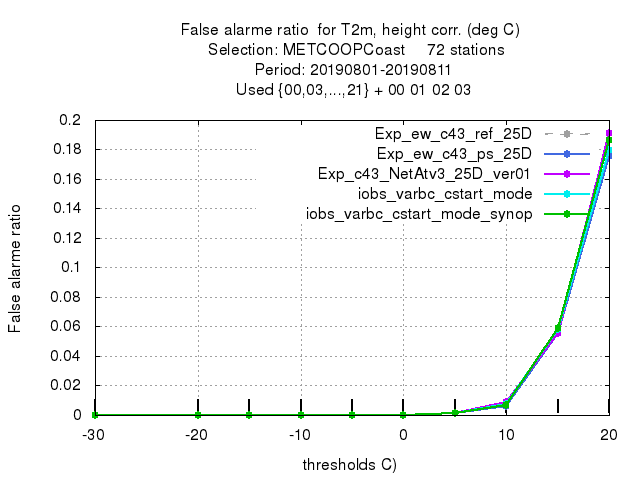 False alarme ratio  for T2m, height corr. (deg C)
Selection: METCOOPCoast     72 stations
Period: 20190801-20190811
Used {00,03,...,21} + 00 01 02 03
Exp_ew_c43_ref_25D
Exp_ew_c43_ps_25D
Exp_c43_NetAtv3_25D_ver01
iobs_varbc_cstart_mode
iobs_varbc_cstart_mode_synop
False alarme ratio
0.2
0.18
0.16
0.14
0.12
0.1
0.08
0.06
0.04
0.02
0
-30 -20 -10 0 10 20
thresholds C)